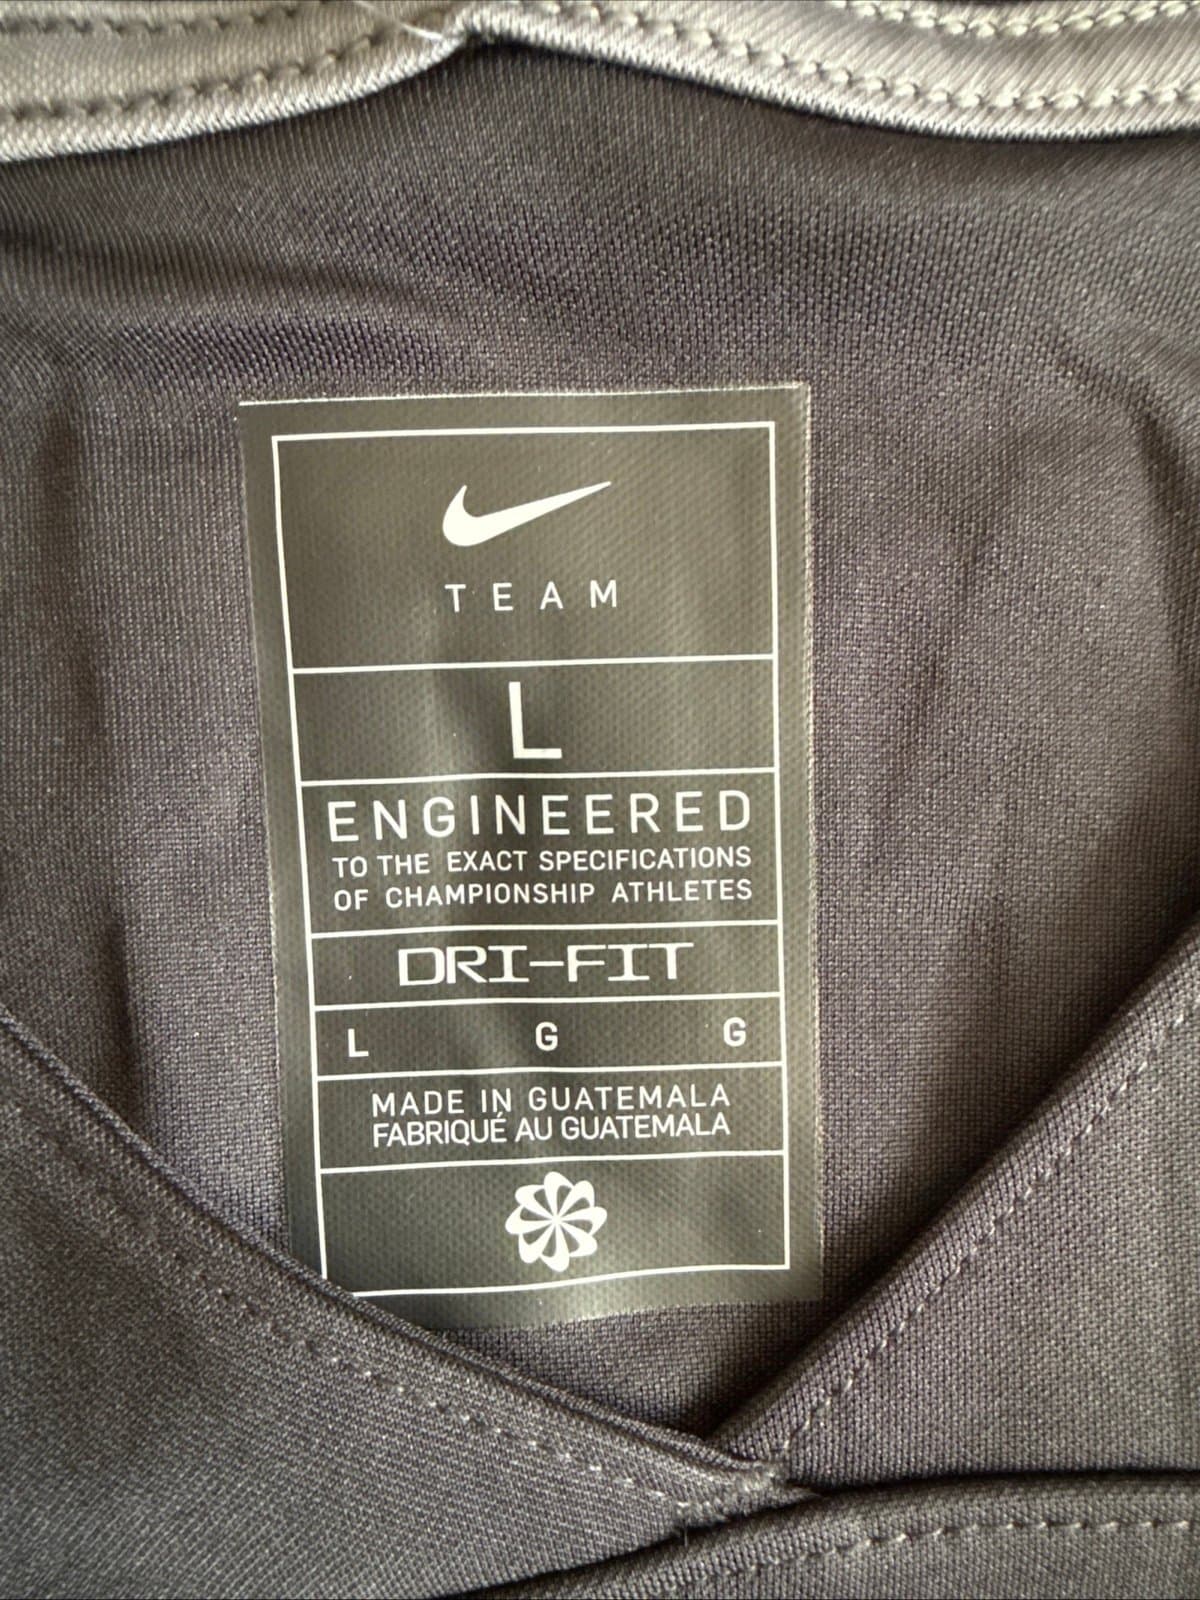 TEAM
L
ENGINEERED
TO THE EXACT SPECIFICATIONS
OF CHAMPIONSHIP ATHLETES
DRI-FIT
L G G
MADE IN GUATEMALA
FABRIQUÉ AU GUATEMALA